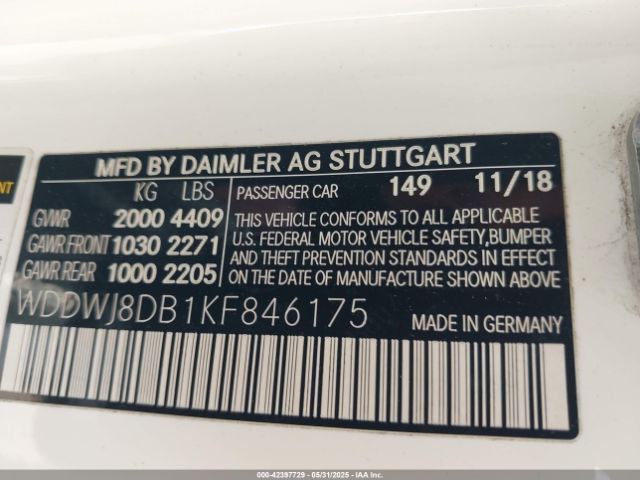 MFD BY DAIMLER AG STUTTGART
KG LBS
GVWR 2000 4409
GAWR FRONT 1030 2271
GAWR REAR 1000 2205
PASSENGER CAR 149 11/18
THIS VEHICLE CONFORMS TO ALL APPLICABLE
U.S. FEDERAL MOTOR VEHICLE SAFETY,BUMPER
AND THEFT PREVENTION STANDARDS IN EFFECT
ON THE DATE OF MANUFACTURE SHOWN ABOVE.
WDDWJ8DB1KF846175
MADE IN GERMANY
000-42397729 - 05/31/2025 - IAAI.COM